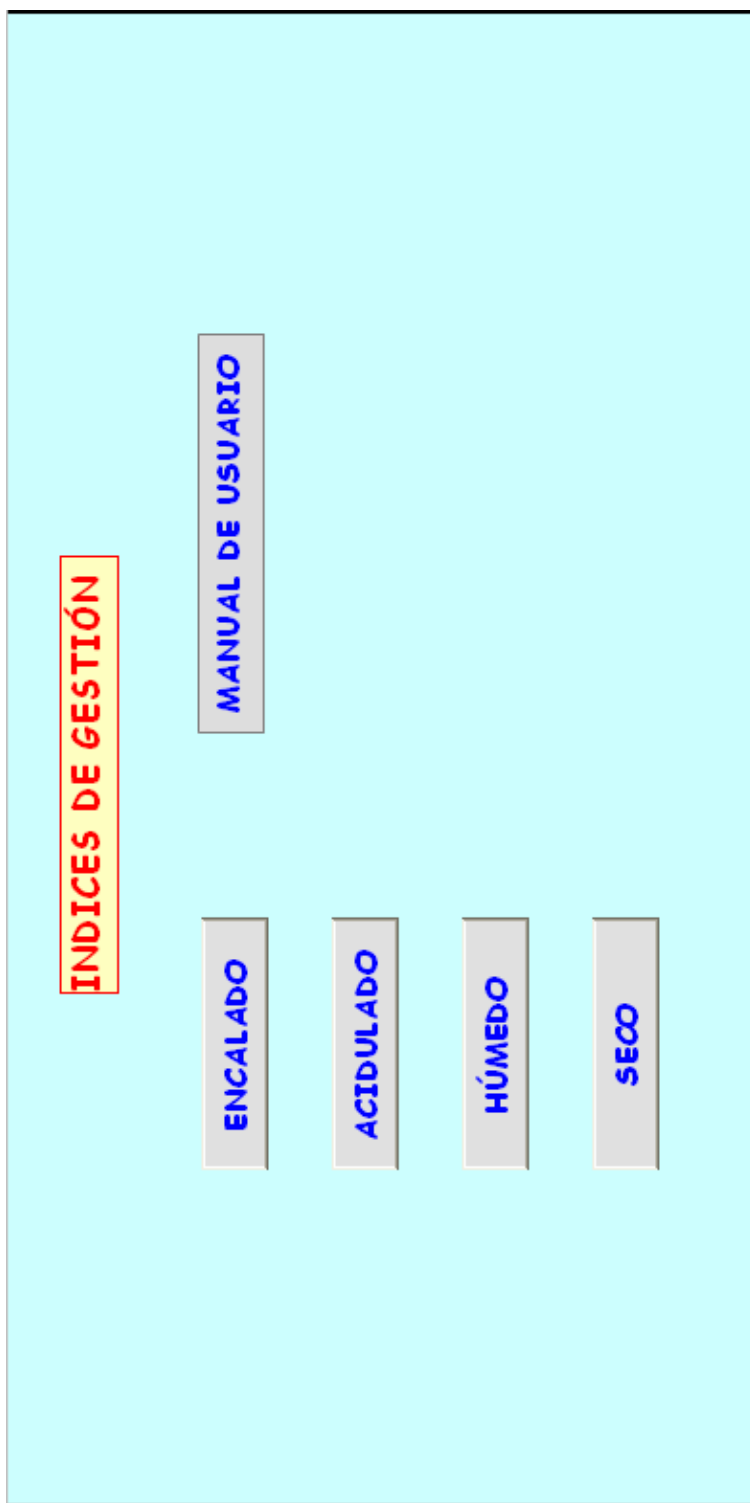 INDICES DE GESTIÓN
ENCALADO
MANUAL DE USUARIO
ACIDULADO
HÚMEDO
SECO